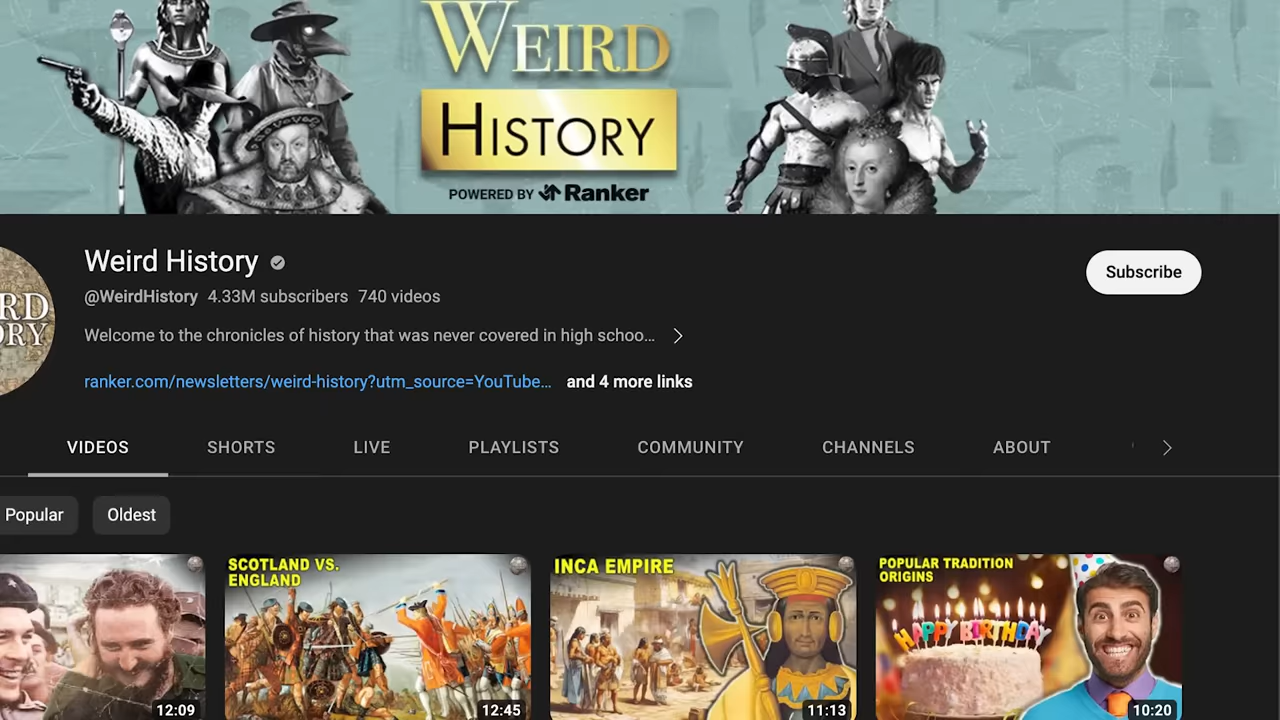 WEIRD
HISTORY
POWERED BY Ranker
RD
ORY
Weird History
@WeirdHistory 4.33M subscribers 740 videos
Welcome to the chronicles of history that was never covered in high schoo...
ranker.com/newsletters/weird-history?utm_source=YouTube... and 4 more links
Subscribe
VIDEOS SHORTS LIVE PLAYLISTS COMMUNITY CHANNELS ABOUT
Popular Oldest
12:09
SCOTLAND VS.
ENGLAND
12:45
INCA EMPIRE
11:13
POPULAR TRADITION
ORIGINS
HAPPY BIRTHDAY
10:20